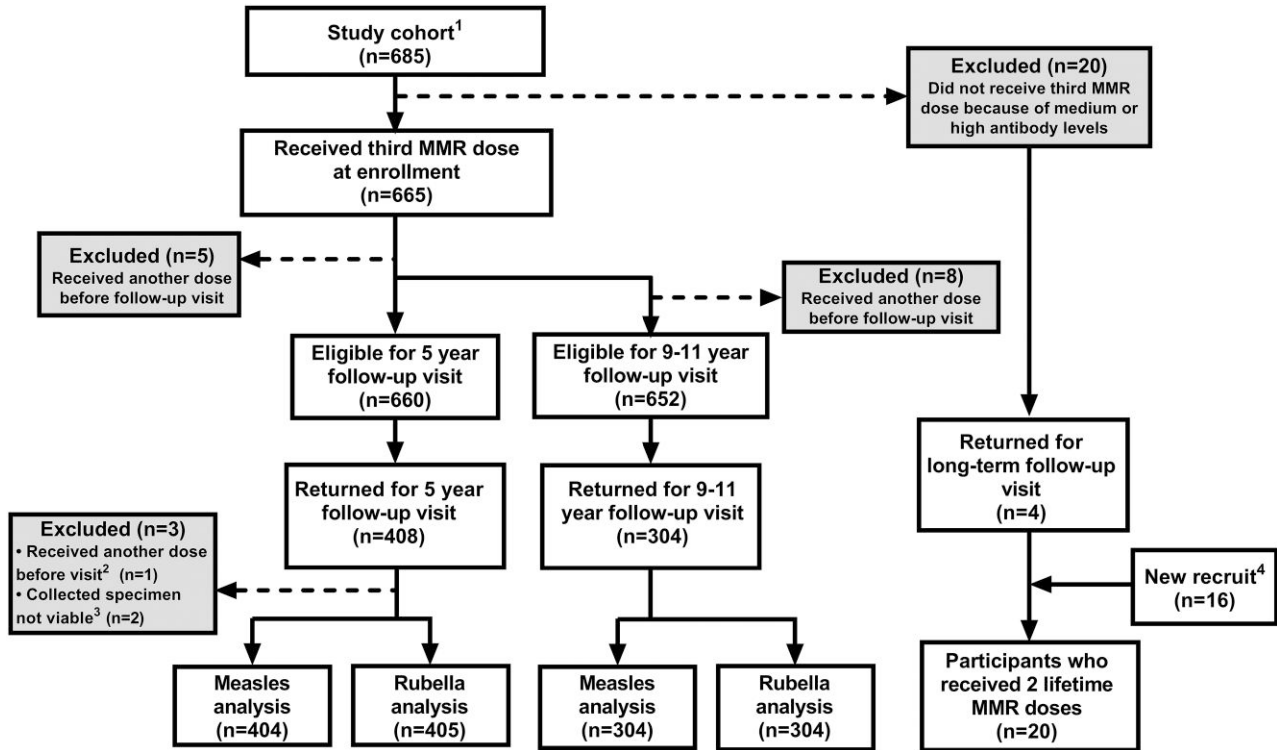 Study cohort¹
(n=685)
Excluded (n=20)
Did not receive third MMR
dose because of medium or
high antibody levels
Received third MMR dose
at enrollment
(n=665)
Excluded (n=5)
Received another dose
before follow-up visit
Excluded (n=8)
Received another dose
before follow-up visit
Eligible for 5 year
follow-up visit
(n=660)
Eligible for 9-11 year
follow-up visit
(n=652)
Returned for 5 year
follow-up visit
(n=408)
Returned for 9-11
year follow-up visit
(n=304)
Returned for
long-term follow-up
visit
(n=4)
Excluded (n=3)
• Received another dose
before visit² (n=1)
• Collected specimen
not viable³ (n=2)
New recruit⁴
(n=16)
Measles
analysis
(n=404)
Rubella
analysis
(n=405)
Measles
analysis
(n=304)
Rubella
analysis
(n=304)
Participants who
received 2 lifetime
MMR doses
(n=20)